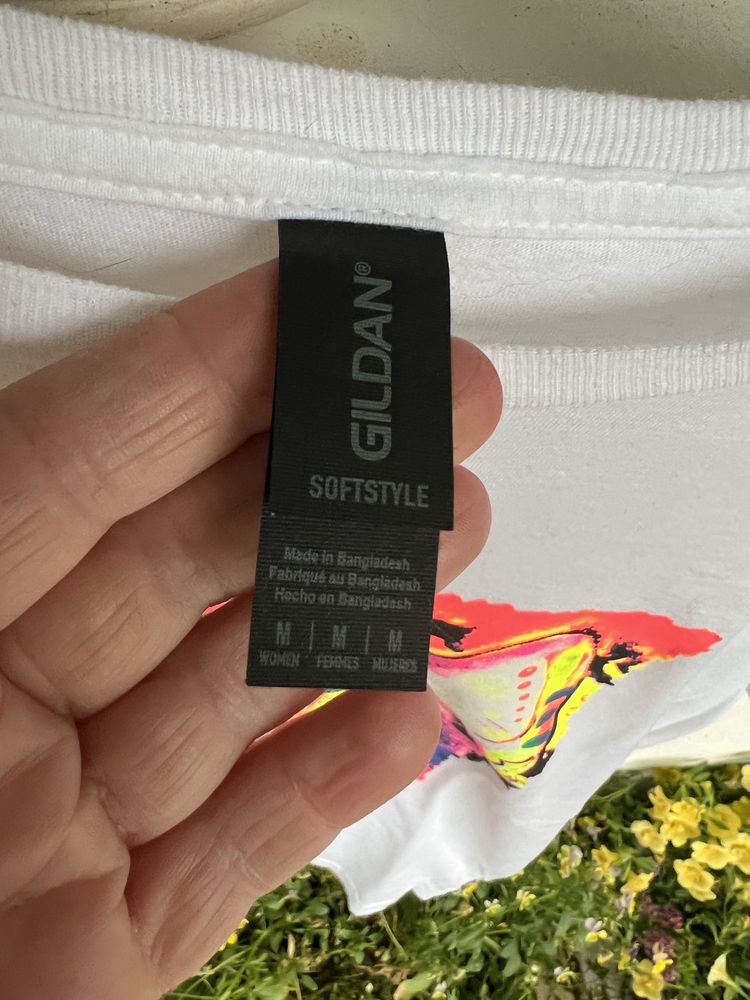 GILDAN®
SOFTSTYLE
Made in Bangladesh
Fabriqué au Bangladesh
Hecho en Bangladesh
M | M | M
WOMEN FEMMES MUJERES